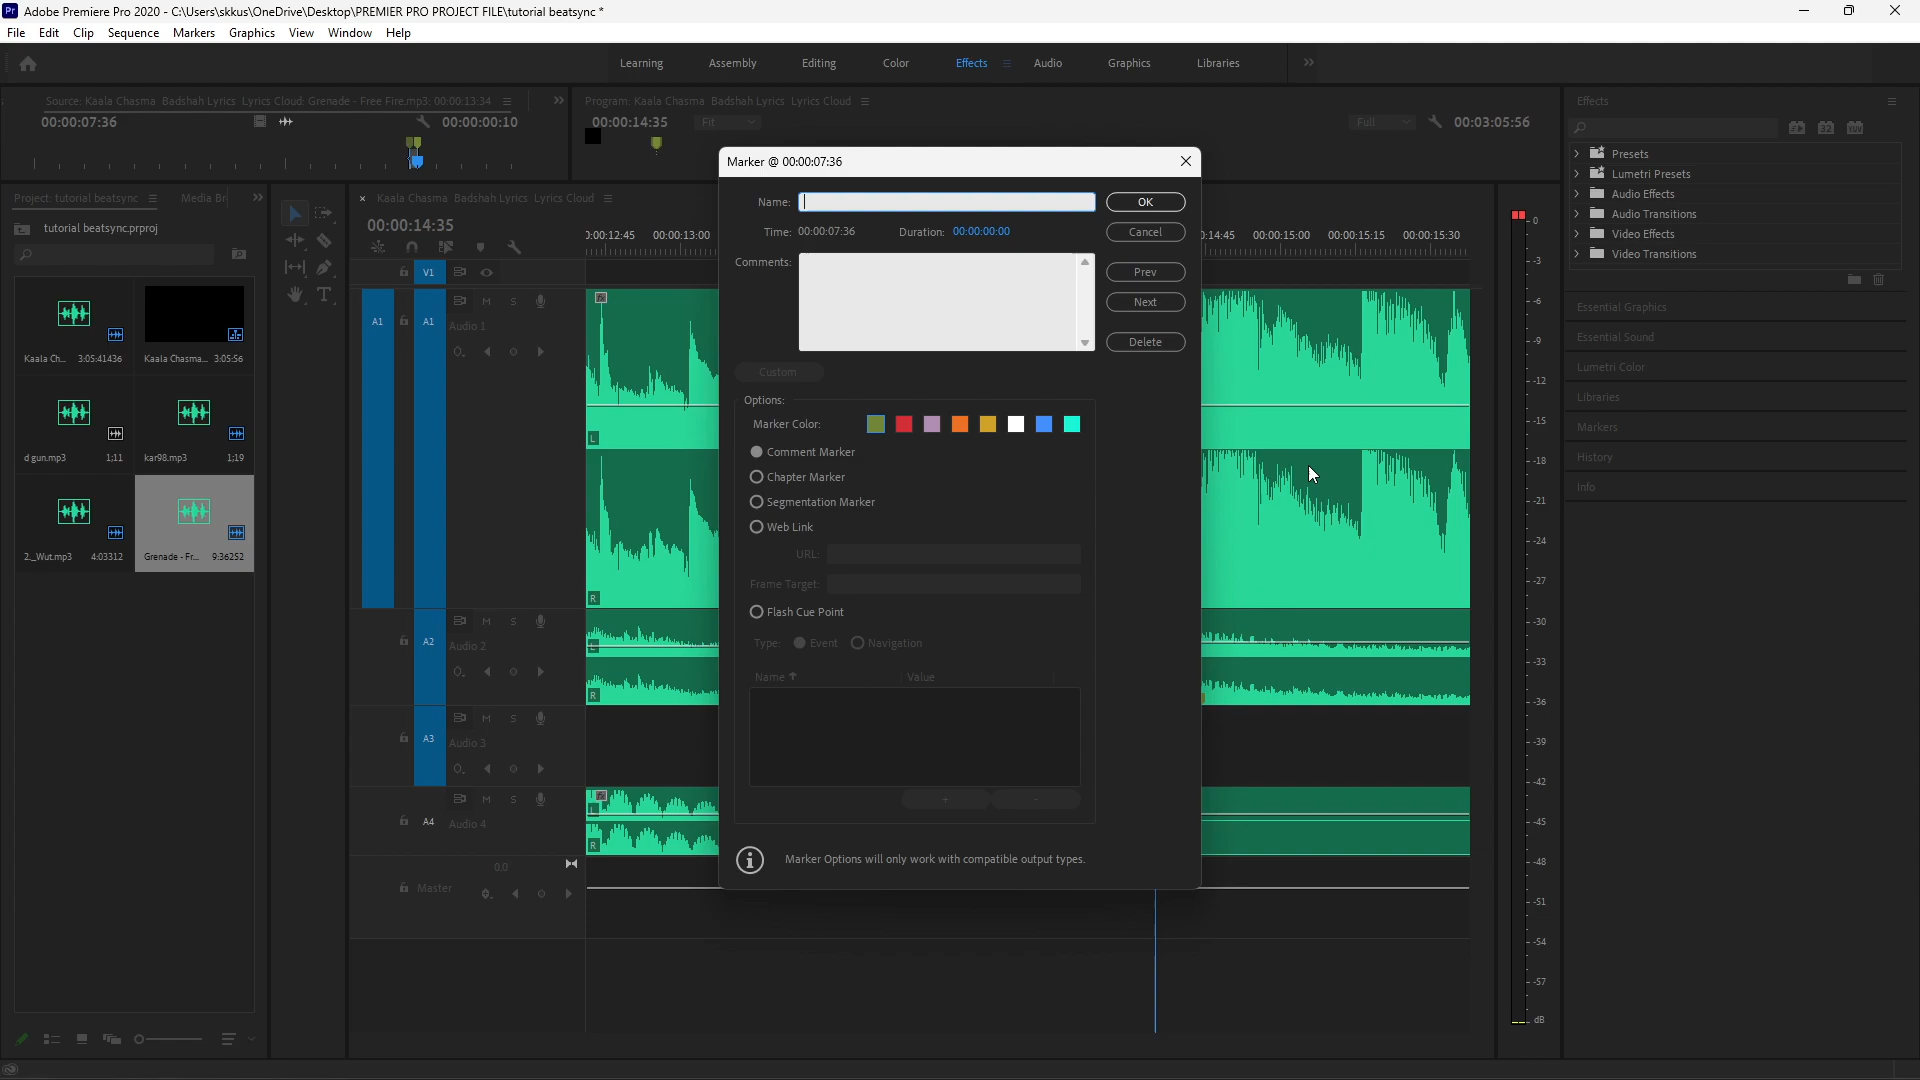 Pr Adobe Premiere Pro 2020 - C:\Users\skkus\OneDrive\Desktop\PREMIER PRO PROJECT FILE\tutorial beatsync *
File Edit Clip Sequence Markers Graphics View Window Help
Learning Assembly Editing Color Effects Audio Graphics Libraries
Source: Kaala Chasma Badshah Lyrics Lyrics Cloud: Grenade - Free Fire.mp3: 00:00:13:34
00:00:07:36 00:00:00:10
Program: Kaala Chasma Badshah Lyrics Lyrics Cloud
00:00:14:35 Fit Full 00:03:05:56
Effects
Presets
Lumetri Presets
Audio Effects
Audio Transitions
Video Effects
Video Transitions
Essential Graphics
Essential Sound
Lumetri Color
Libraries
Markers
History
Info
Project: tutorial beatsync Media Br
tutorial beatsync.prproj
Kaala Ch... 3:05:41436
Kaala Chasma... 3:05:56
d gun.mp3 1;11
kar98.mp3 1;19
2._Wut.mp3 4:03312
Grenade - Fr... 9:36252
Kaala Chasma Badshah Lyrics Lyrics Cloud
00:00:14:35
0:00:12:45 00:00:13:00 0:14:45 00:00:15:00 00:00:15:15 00:00:15:30
V1
A1 A1 M S
Audio 1
A2 M S
Audio 2
A3 M S
Audio 3
A4 M S
Audio 4
0.0
Master
fx
L
R
L
R
fx
L
R
Marker @ 00:00:07:36
Name: OK
Time: 00:00:07:36 Duration: 00:00:00:00 Cancel
Comments:
Prev
Next
Delete
Custom
Options:
Marker Color:
Comment Marker
Chapter Marker
Segmentation Marker
Web Link
URL:
Frame Target:
Flash Cue Point
Type: Event Navigation
Name Value
+ -
i Marker Options will only work with compatible output types.
0
-3
-6
-9
-12
-15
-18
-21
-24
-27
-30
-33
-36
-39
-42
-45
-48
-51
-54
-57
dB